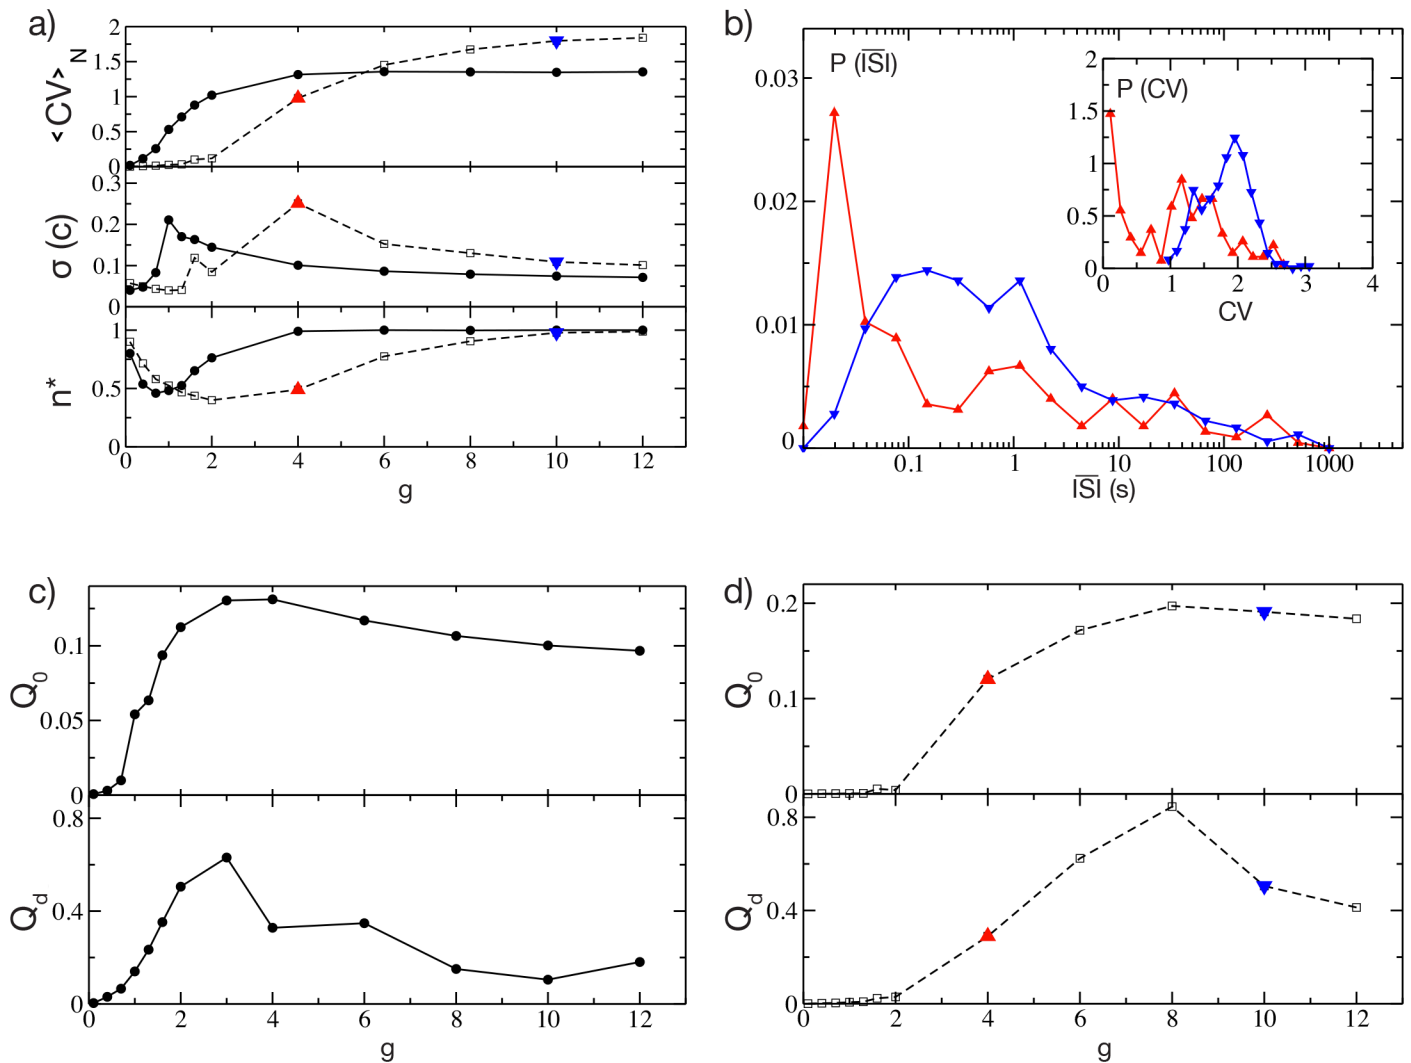 a)
2
1.5
1
0.5
0
<CV>N
0.3
0.2
0.1
0
σ (c)
1
0.5
0
n*
0 2 4 6 8 10 12
g
b)
P (ISI)
0.03
0.02
0.01
0
0.1 1 10 100 1000
ISI (s)
P (CV)
2
1.5
1
0.5
0
0 1 2 3 4
CV
c)
0.1
0.05
0
Q0
0.8
0.4
0
Qd
0 2 4 6 8 10 12
g
d)
0.2
0.1
0
Q0
0.8
0.4
0
Qd
0 2 4 6 8 10 12
g